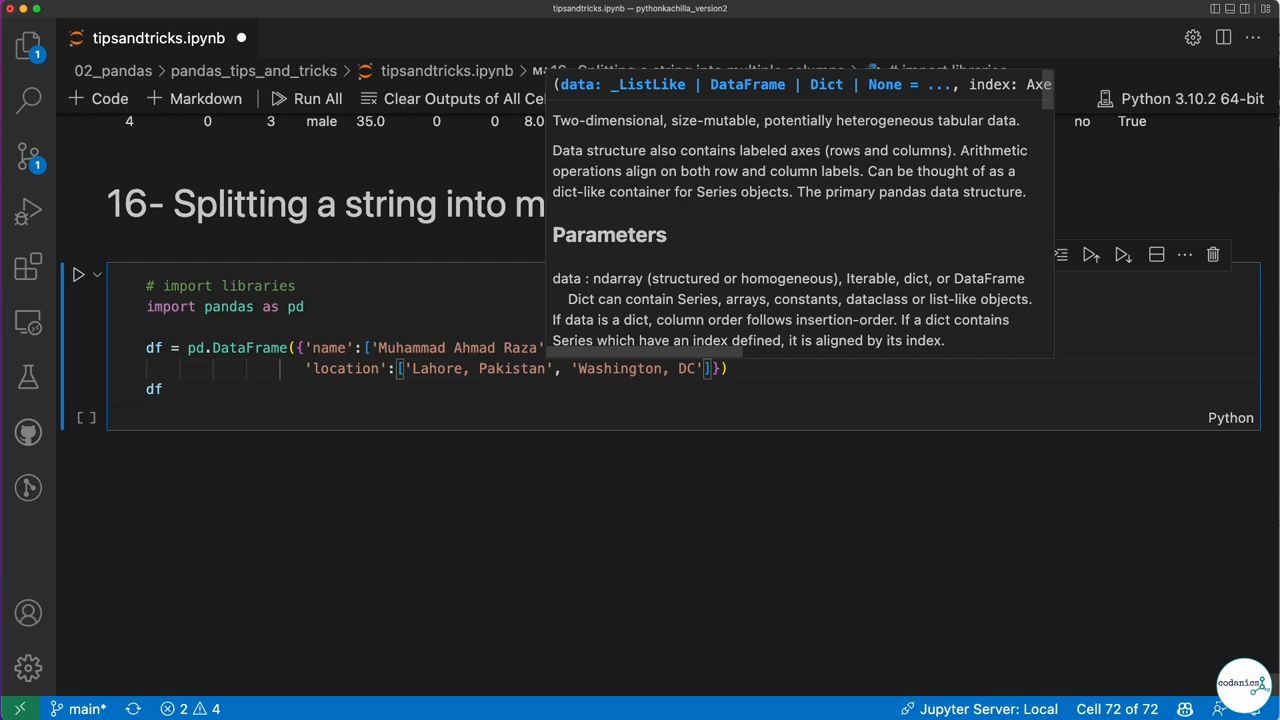 tipsandtricks.ipynb — pythonkachilla_version2
tipsandtricks.ipynb
02_pandas > pandas_tips_and_tricks > tipsandtricks.ipynb >
+ Code + Markdown Run All Clear Outputs of All
Python 3.10.2 64-bit
4 0 3 male 35.0 0 0 8.0 no True
(data: _ListLike | DataFrame | Dict | None = ..., index: Axe
Two-dimensional, size-mutable, potentially heterogeneous tabular data.
Data structure also contains labeled axes (rows and columns). Arithmetic
operations align on both row and column labels. Can be thought of as a
dict-like container for Series objects. The primary pandas data structure.
Parameters
data : ndarray (structured or homogeneous), Iterable, dict, or DataFrame
Dict can contain Series, arrays, constants, dataclass or list-like objects.
If data is a dict, column order follows insertion-order. If a dict contains
Series which have an index defined, it is aligned by its index.
16- Splitting a string into m
# import libraries
import pandas as pd
df = pd.DataFrame({'name':['Muhammad Ahmad Raza'
'location':['Lahore, Pakistan', 'Washington, DC']})
df
[ ]
Python
1
1
main* 2 4
Jupyter Server: Local Cell 72 of 72
codanics